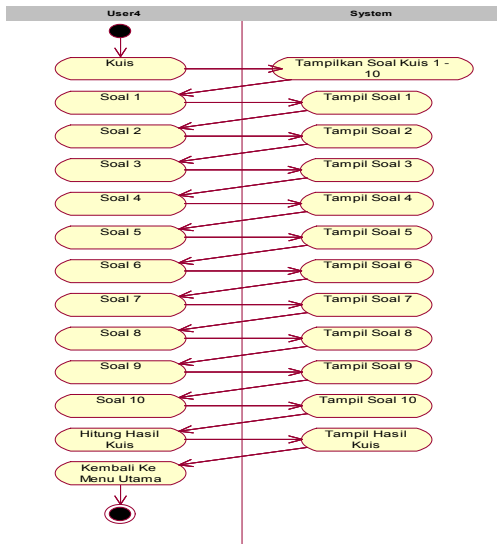 User4 System
Kuis
Tampilkan Soal Kuis 1 -
10
Soal 1
Tampil Soal 1
Soal 2
Tampil Soal 2
Soal 3
Tampil Soal 3
Soal 4
Tampil Soal 4
Soal 5
Tampil Soal 5
Soal 6
Tampil Soal 6
Soal 7
Tampil Soal 7
Soal 8
Tampil Soal 8
Soal 9
Tampil Soal 9
Soal 10
Tampil Soal 10
Hitung Hasil
Kuis
Tampil Hasil
Kuis
Kembali Ke
Menu Utama